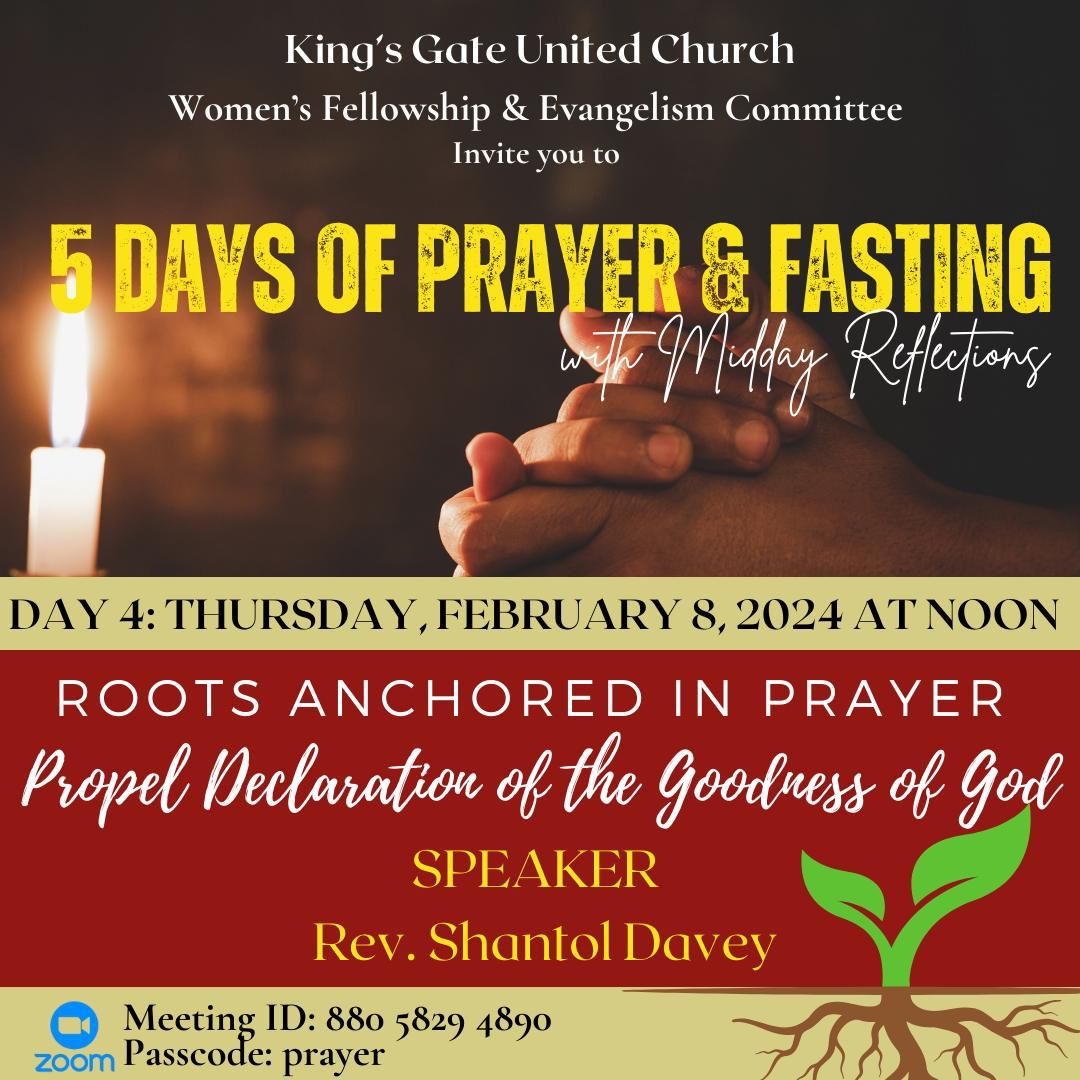 King's Gate United Church
Women's Fellowship & Evangelism Committee
Invite you to
5 DAYS OF PRAYER & FASTING
with Midday Reflections
DAY 4: THURSDAY, FEBRUARY 8, 2024 AT NOON
ROOTS ANCHORED IN PRAYER
Propel Declaration of the Goodness of God
SPEAKER
Rev. Shantol Davey
Meeting ID: 880 5829 4890
Passcode: prayer
zoom